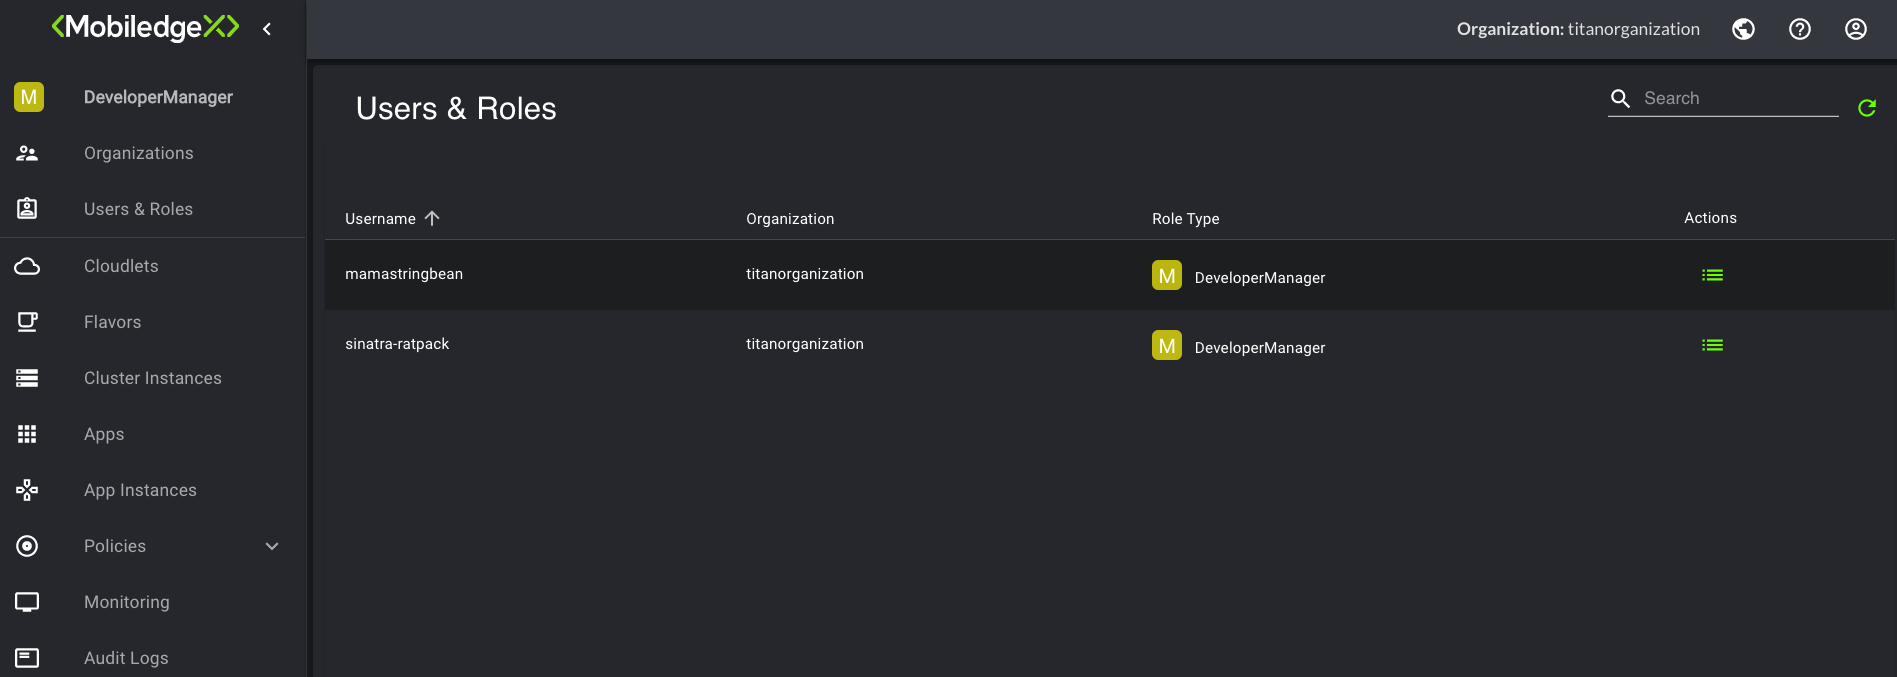 <MobiledgeX>
Organization: titanorganization
M DeveloperManager
Organizations
Users & Roles
Cloudlets
Flavors
Cluster Instances
Apps
App Instances
Policies
Monitoring
Audit Logs
Users & Roles
Search
Username Organization Role Type Actions
mamastringbean titanorganization M DeveloperManager
sinatra-ratpack titanorganization M DeveloperManager